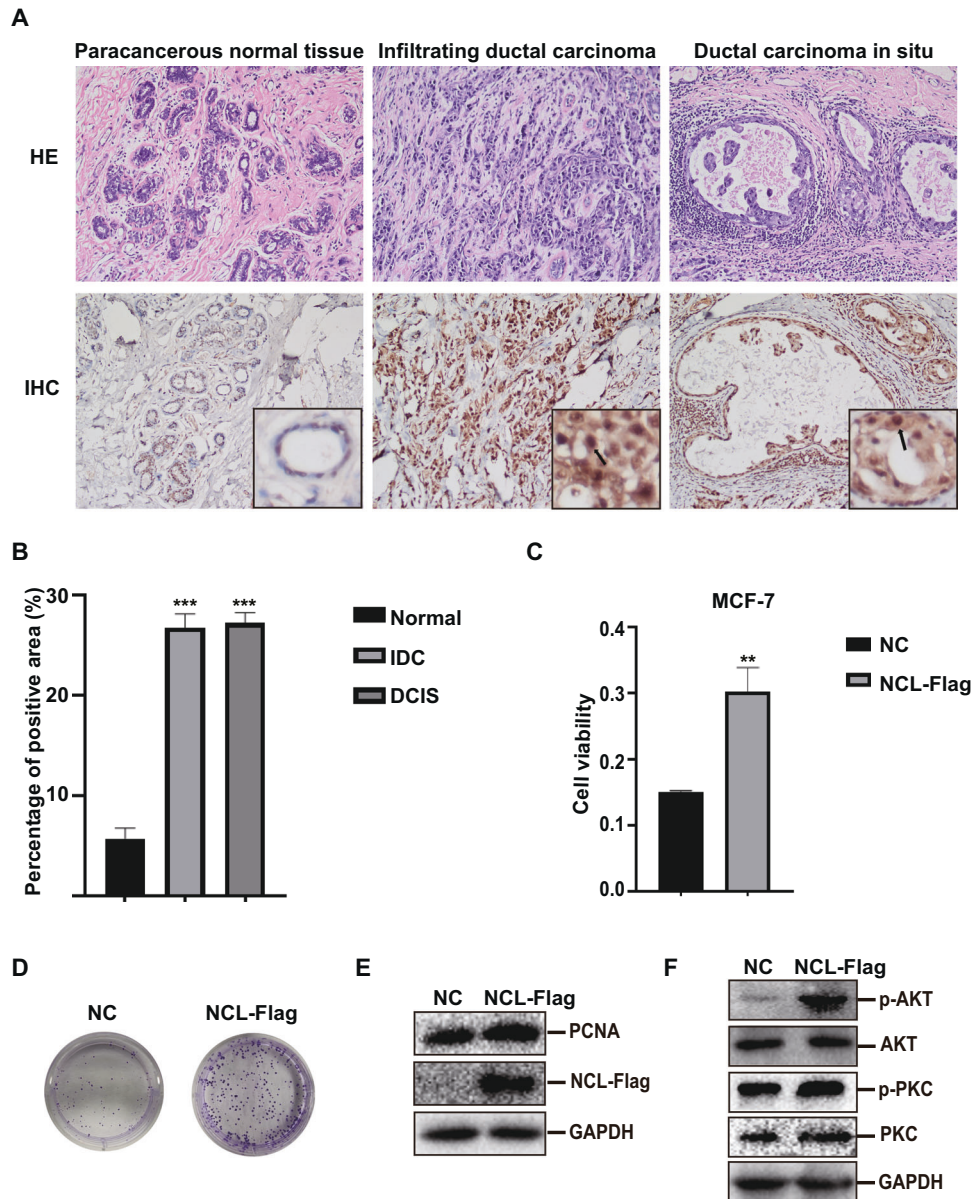 A
Paracancerous normal tissue Infiltrating ductal carcinoma Ductal carcinoma in situ
HE
IHC
B
Percentage of positive area (%)
30
20
10
***
***
Normal
IDC
DCIS
C
MCF-7
Cell viability
0.4
0.3
0.2
0.1
0.0
**
NC
NCL-Flag
D
NC NCL-Flag
E
NC NCL-Flag
PCNA
NCL-Flag
GAPDH
F
NC NCL-Flag
p-AKT
AKT
p-PKC
PKC
GAPDH